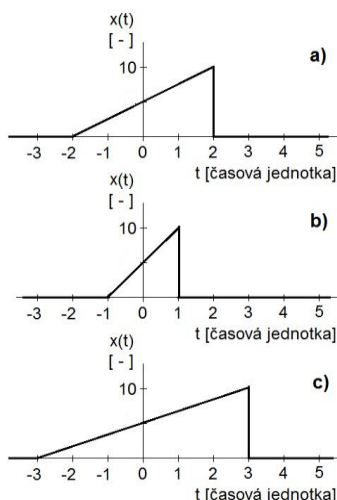 x(t)
[ - ]
a)
10
-3 -2 -1 0 1 2 3 4 5
t [časová jednotka]
x(t)
[ - ]
b)
10
-3 -2 -1 0 1 2 3 4 5
t [časová jednotka]
x(t)
[ - ]
c)
10
-3 -2 -1 0 1 2 3 4 5
t [časová jednotka]